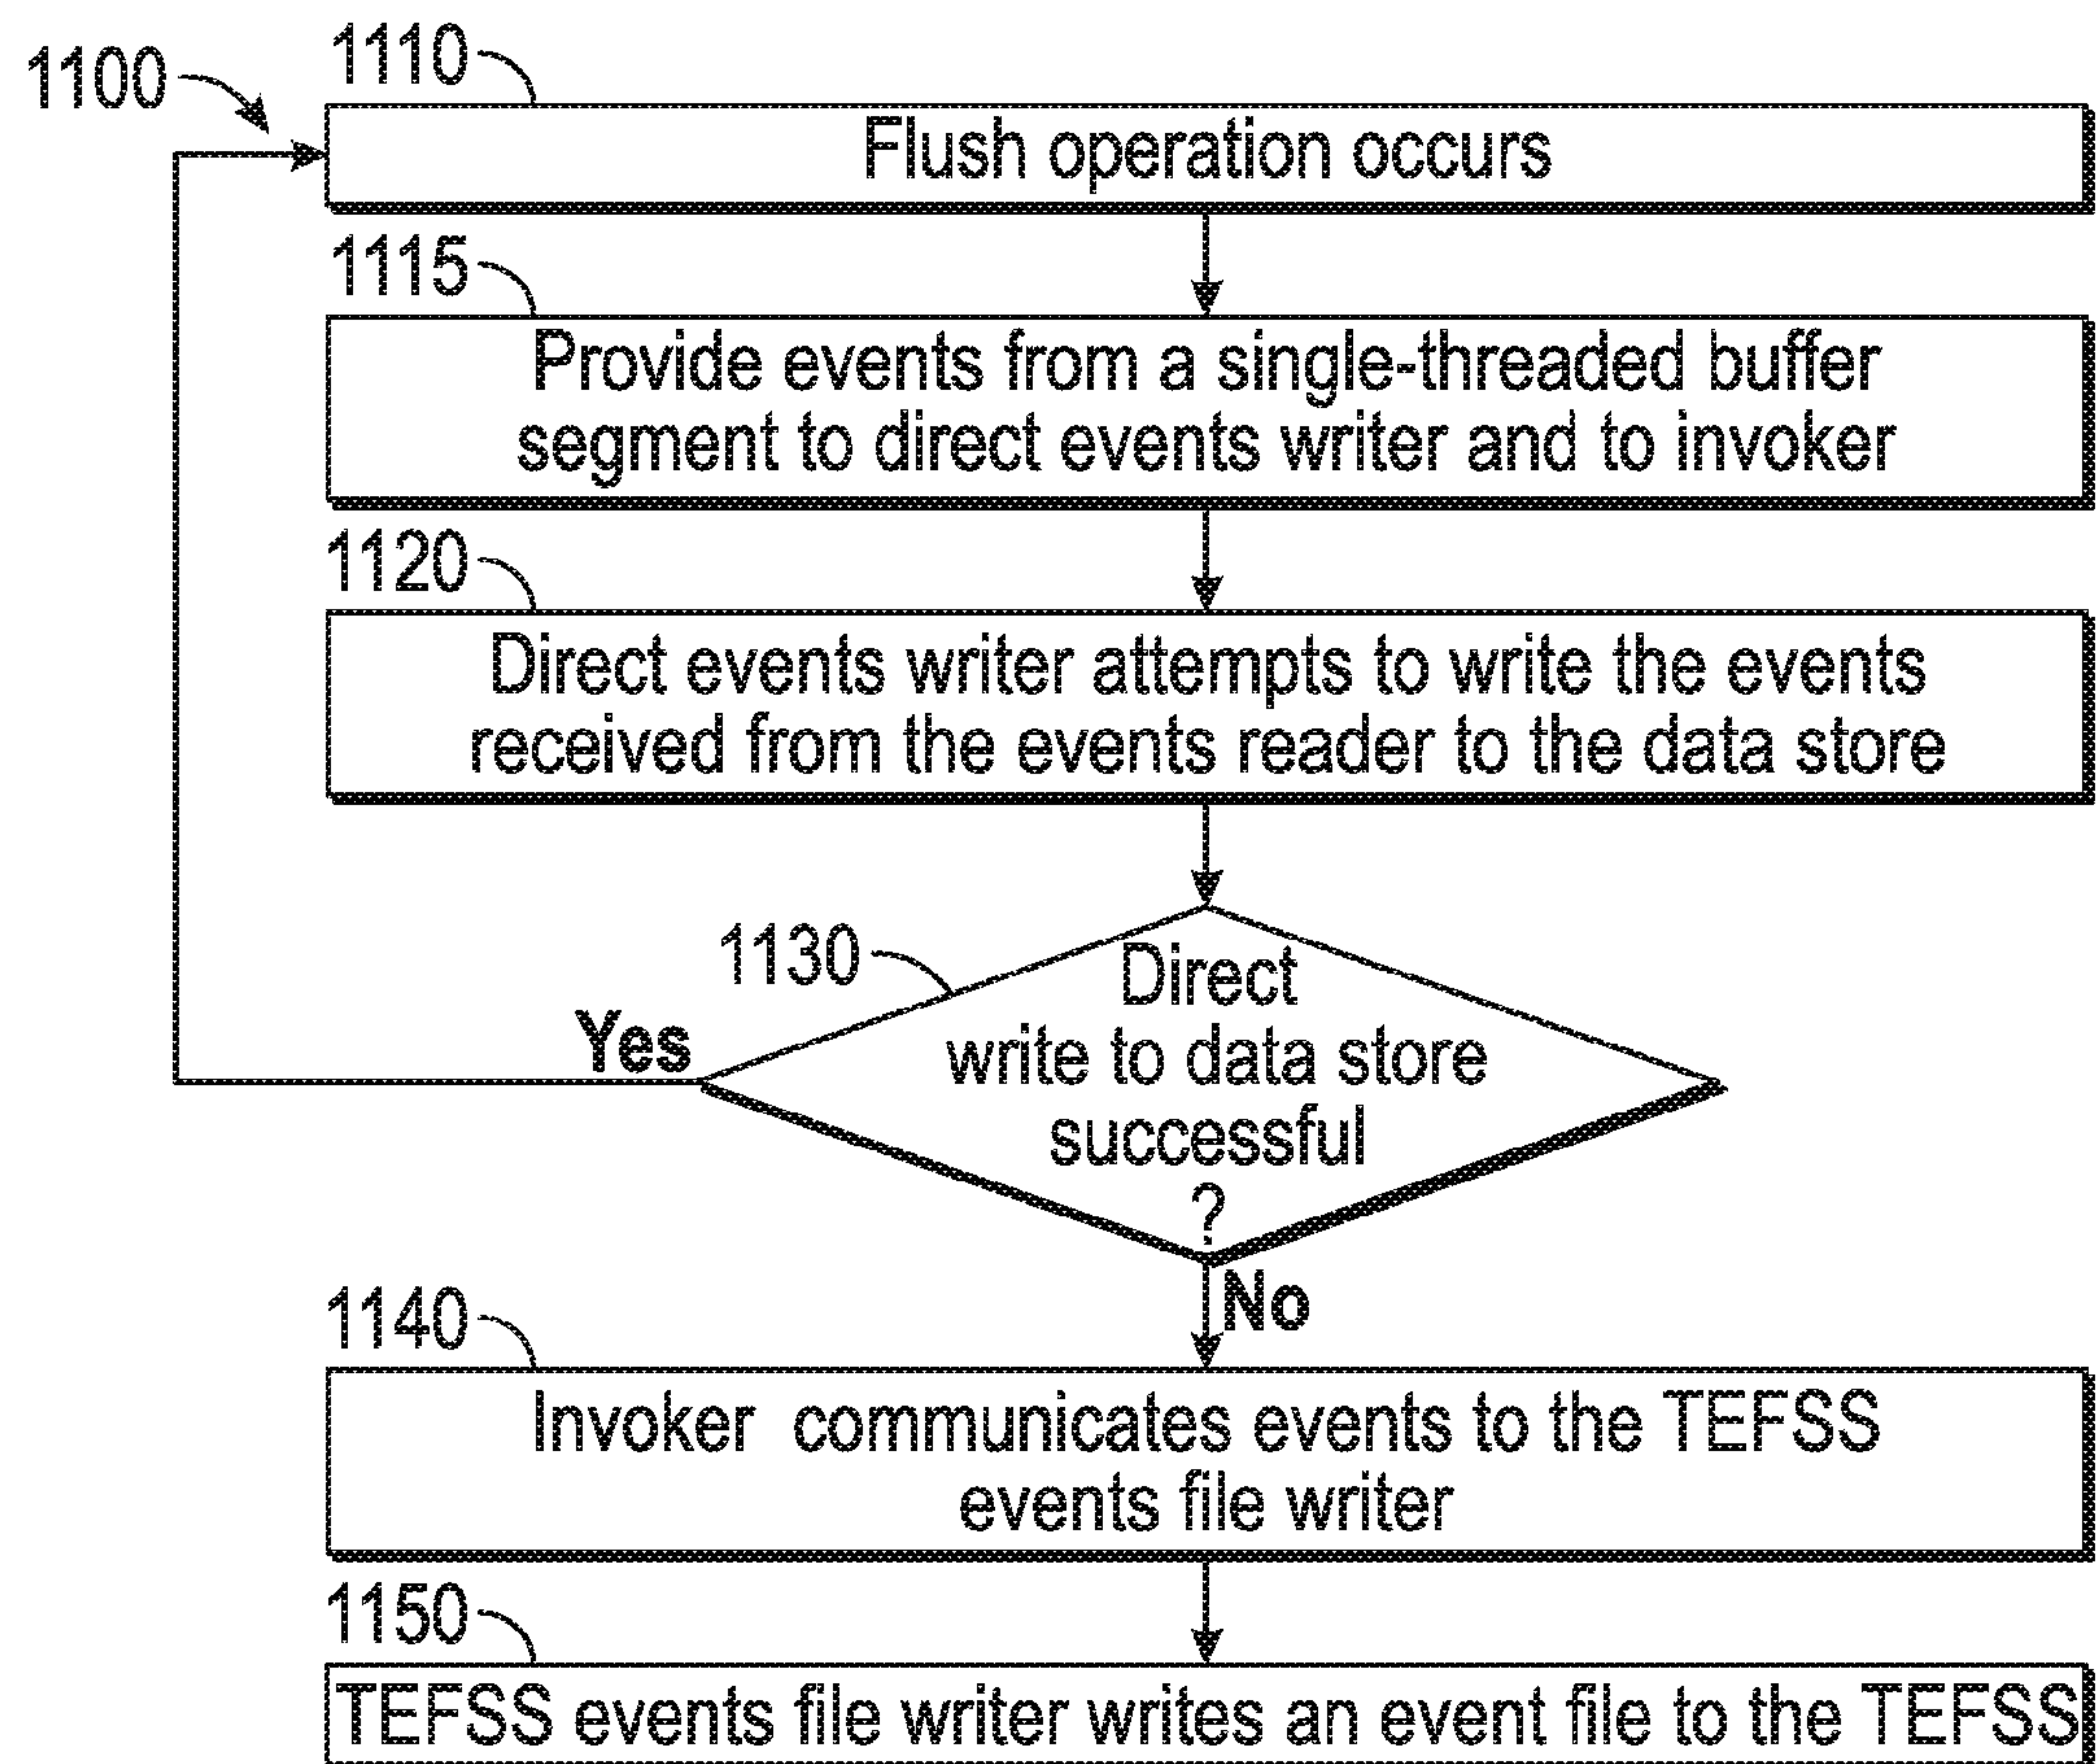 1100
1110
Flush operation occurs
1115
Provide events from a single-threaded buffer
segment to direct events writer and to invoker
1120
Direct events writer attempts to write the events
received from the events reader to the data store
1130
Direct
write to data store
successful
?
Yes
No
1140
Invoker communicates events to the TEFSS
events file writer
1150
TEFSS events file writer writes an event file to the TEFSS